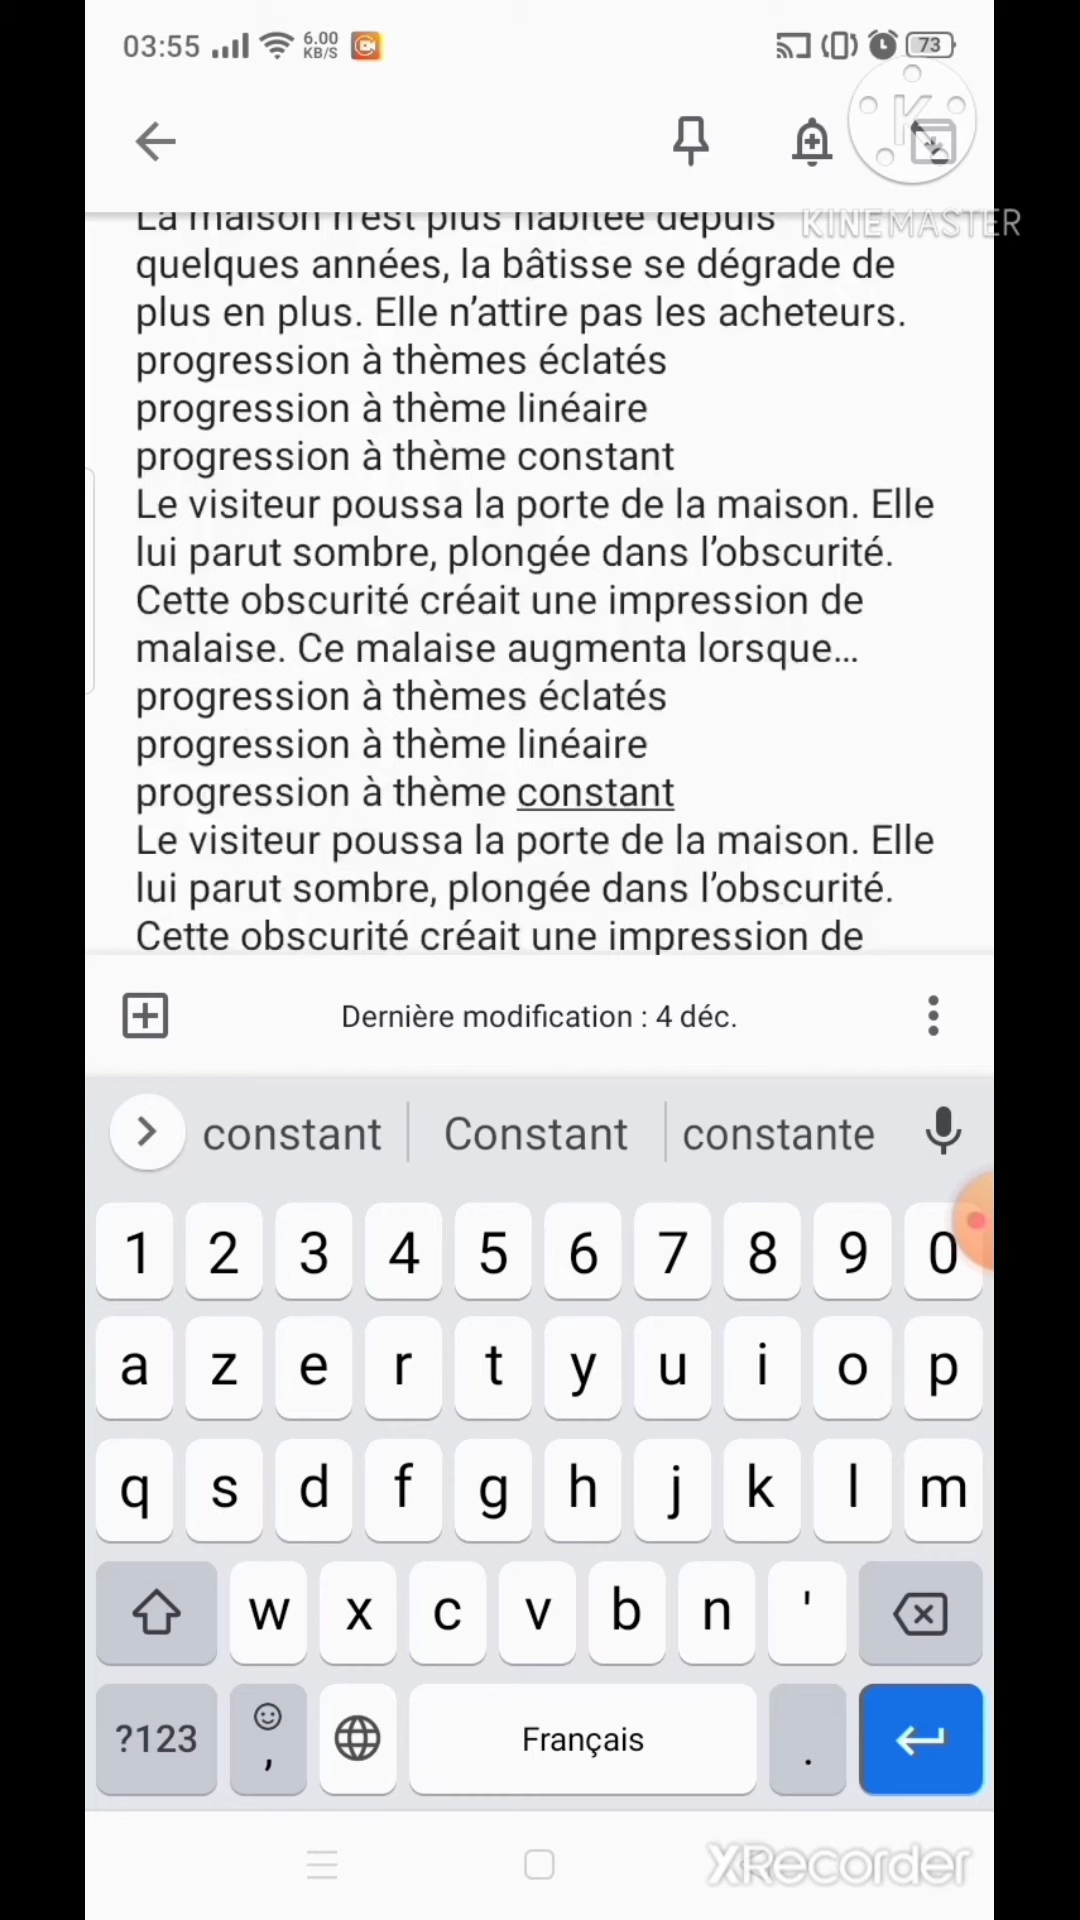 03:55 6.00 KB/S 73
K
KINEMASTER
La maison n'est plus habitée depuis
quelques années, la bâtisse se dégrade de
plus en plus. Elle n’attire pas les acheteurs.
progression à thèmes éclatés
progression à thème linéaire
progression à thème constant
Le visiteur poussa la porte de la maison. Elle
lui parut sombre, plongée dans l’obscurité.
Cette obscurité créait une impression de
malaise. Ce malaise augmenta lorsque...
progression à thèmes éclatés
progression à thème linéaire
progression à thème constant
Le visiteur poussa la porte de la maison. Elle
lui parut sombre, plongée dans l’obscurité.
Cette obscurité créait une impression de
Dernière modification : 4 déc.
constant Constant constante
1 2 3 4 5 6 7 8 9 0
a z e r t y u i o p
q s d f g h j k l m
w x c v b n '
?123 , Français .
XRecorder